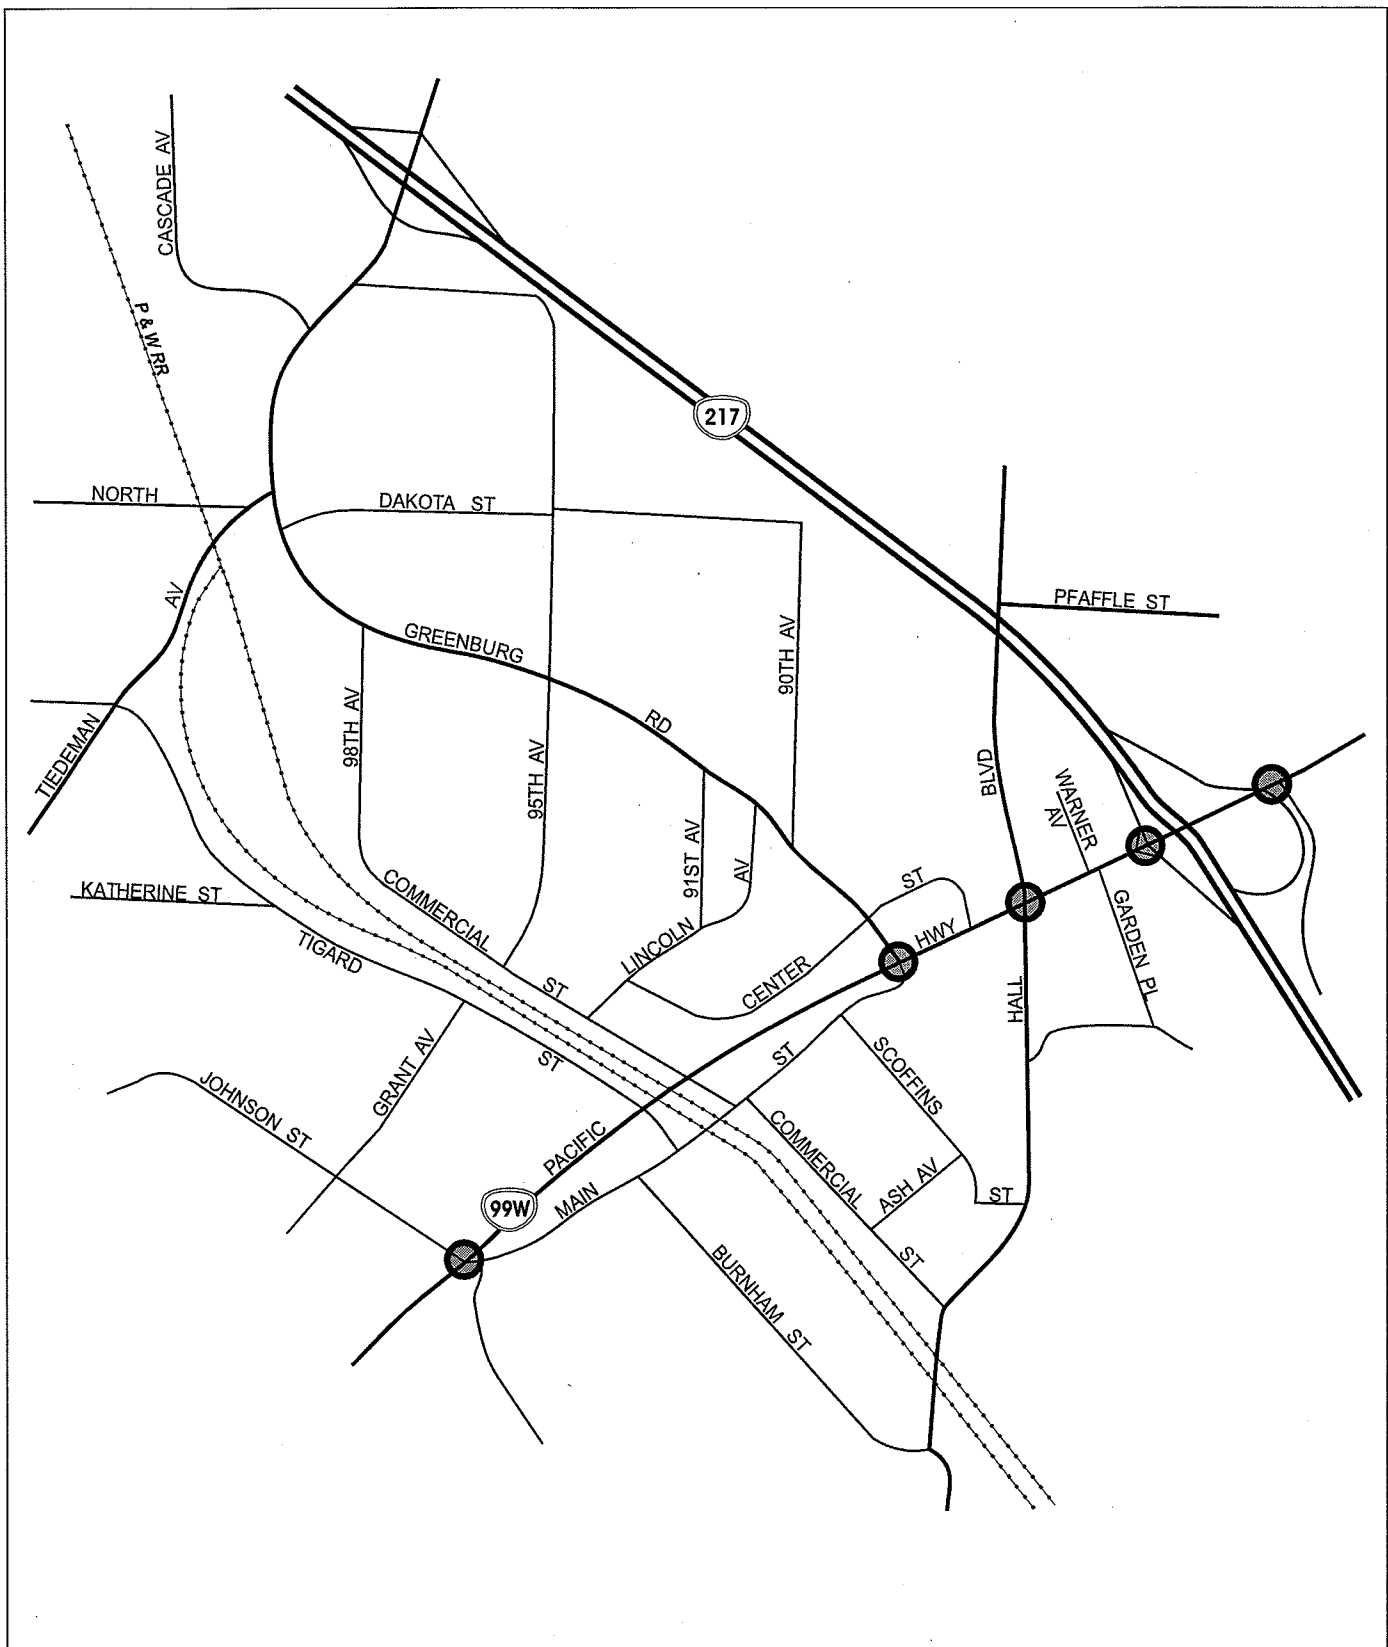 CASCADE AV
P & W RR
217
NORTH
DAKOTA ST
AV
PFAFFLE ST
GREENBURG
RD
90TH AV
98TH AV
95TH AV
TIEDEMAN
BLVD
WARNER
AV
91ST AV
AV
KATHERINE ST
COMMERCIAL
ST
TIGARD
ST
LINCOLN
CENTER
ST
HWY
GARDEN PL
HALL
GRANT AV
JOHNSON ST
ST
SCOFFINS
PACIFIC
COMMERCIAL
ASH AV
ST
MAIN
99W
ST
BURNHAM ST